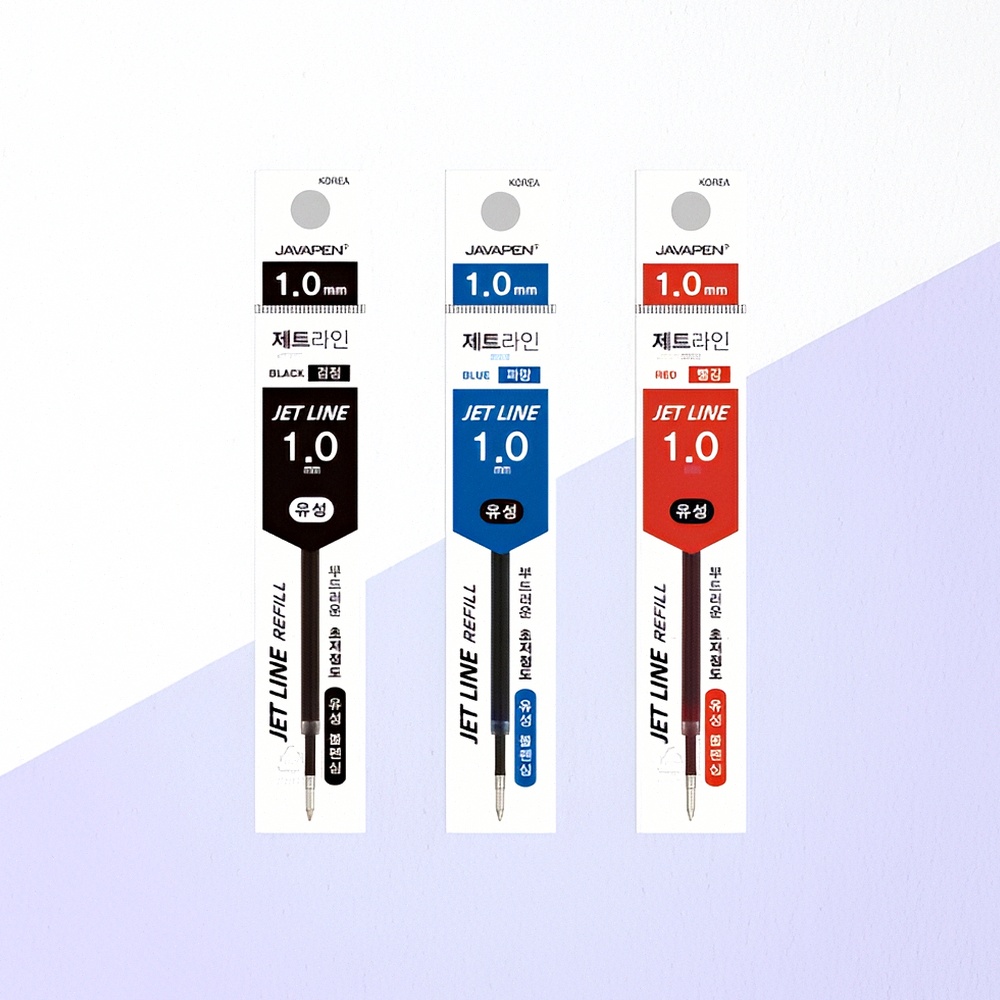 KOREA
JAVAPEN
1.0mm
제트라인
BLACK 검정
JET LINE
1.0
mm
유성
JET LINE REFILL
부드러운 초저점도
유성 볼펜심
KOREA
JAVAPEN
1.0mm
제트라인
BLUE 파랑
JET LINE
1.0
mm
유성
JET LINE REFILL
부드러운 초저점도
유성 볼펜심
KOREA
JAVAPEN
1.0mm
제트라인
RED 빨강
JET LINE
1.0
유성
JET LINE REFILL
부드러운 초저점도
유성 볼펜심